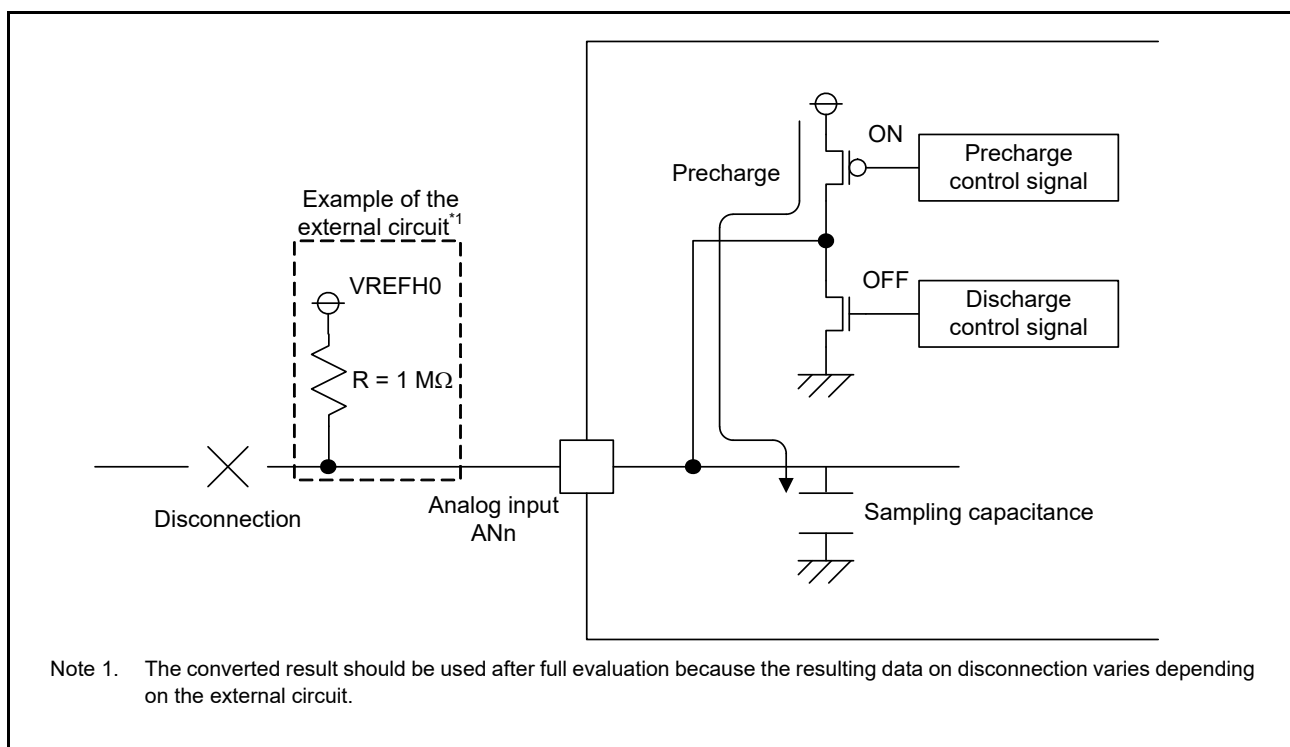 ON
Precharge
control signal
Precharge
Example of the
external circuit*1
VREFH0
OFF
Discharge
control signal
R = 1 MΩ
Disconnection
Analog input
ANn
Sampling capacitance
Note 1. The converted result should be used after full evaluation because the resulting data on disconnection varies depending
on the external circuit.